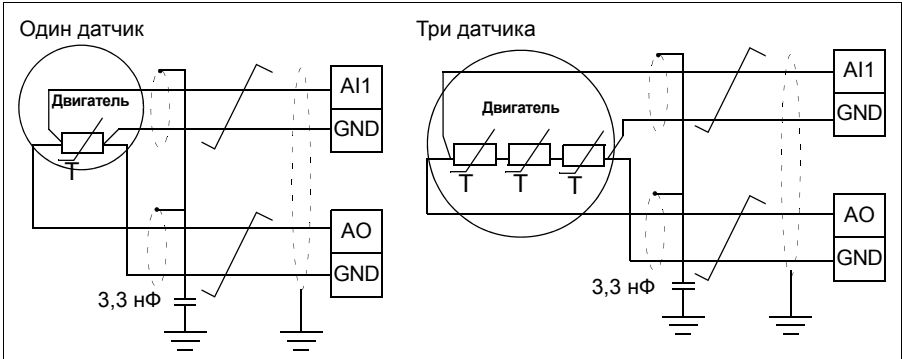 Один датчик
Двигатель
T
3,3 нФ
AI1
GND
AO
GND
Три датчика
Двигатель
T T T
3,3 нФ
AI1
GND
AO
GND